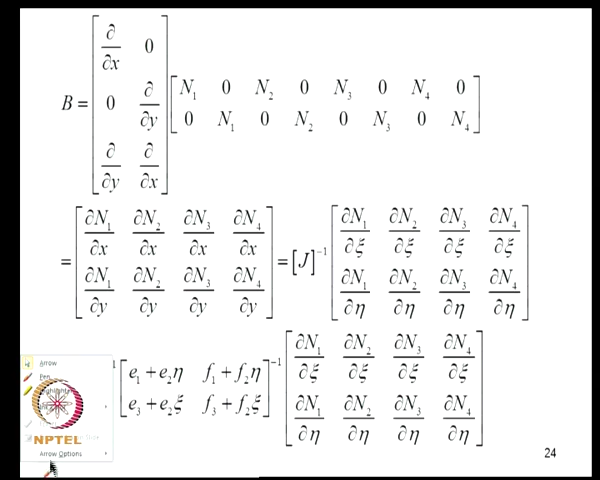 B = [∂/∂x 0; 0 ∂/∂y; ∂/∂y ∂/∂x] [N₁ 0 N₂ 0 N₃ 0 N₄ 0; 0 N₁ 0 N₂ 0 N₃ 0 N₄]
= [∂N₁/∂x ∂N₂/∂x ∂N₃/∂x ∂N₄/∂x; ∂N₁/∂y ∂N₂/∂y ∂N₃/∂y ∂N₄/∂y] = [J]⁻¹ [∂N₁/∂ξ ∂N₂/∂ξ ∂N₃/∂ξ ∂N₄/∂ξ; ∂N₁/∂η ∂N₂/∂η ∂N₃/∂η ∂N₄/∂η]
[e₁ + e₂η f₁ + f₂η; e₃ + e₂ξ f₃ + f₂ξ]⁻¹ [∂N₁/∂ξ ∂N₂/∂ξ ∂N₃/∂ξ ∂N₄/∂ξ; ∂N₁/∂η ∂N₂/∂η ∂N₃/∂η ∂N₄/∂η]
Arrow
Pen
NPTEL
Arrow Options
24